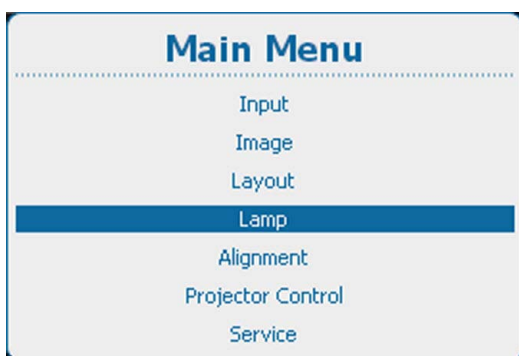 Main Menu
Input
Image
Layout
Lamp
Alignment
Projector Control
Service